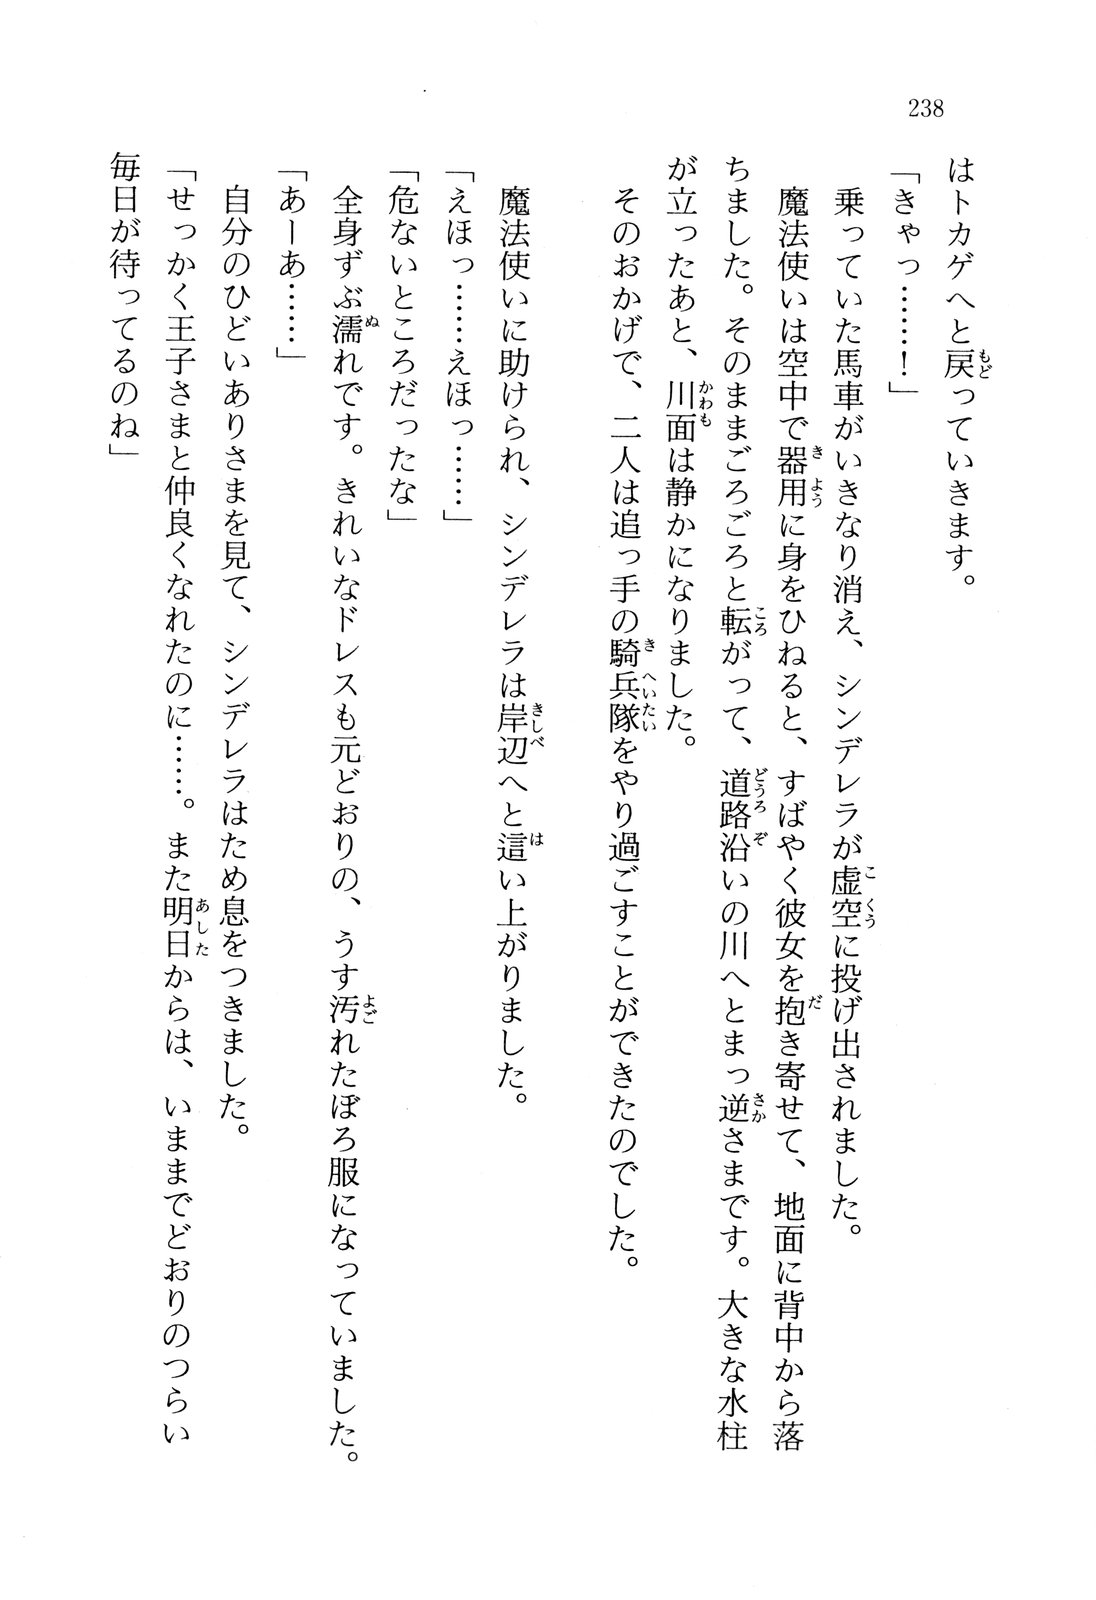 238
はトカゲへと戻っていきます。
「きゃっ……！」
乗っていた馬車がいきなり消え、シンデレラが虚空に投げ出されました。
魔法使いは空中で器用に身をひねると、すばやく彼女を抱き寄せて、地面に背中から落
ちました。そのままごろごろと転がって、道路沿いの川へとまっ逆さまです。大きな水柱
が立ったあと、川面は静かになりました。
そのおかげで、二人は追っ手の騎兵隊をやり過ごすことができたのでした。
魔法使いに助けられ、シンデレラは岸辺へと這い上がりました。
「えほっ……えほっ……」
「危ないところだったな」
全身ずぶ濡れです。きれいなドレスも元どおりの、うす汚れたぼろ服になっていました。
「あーあ……」
自分のひどいありさまを見て、シンデレラはため息をつきました。
「せっかく王子さまと仲良くなれたのに……。また明日からは、いままでどおりのつらい
毎日が待ってるのね」